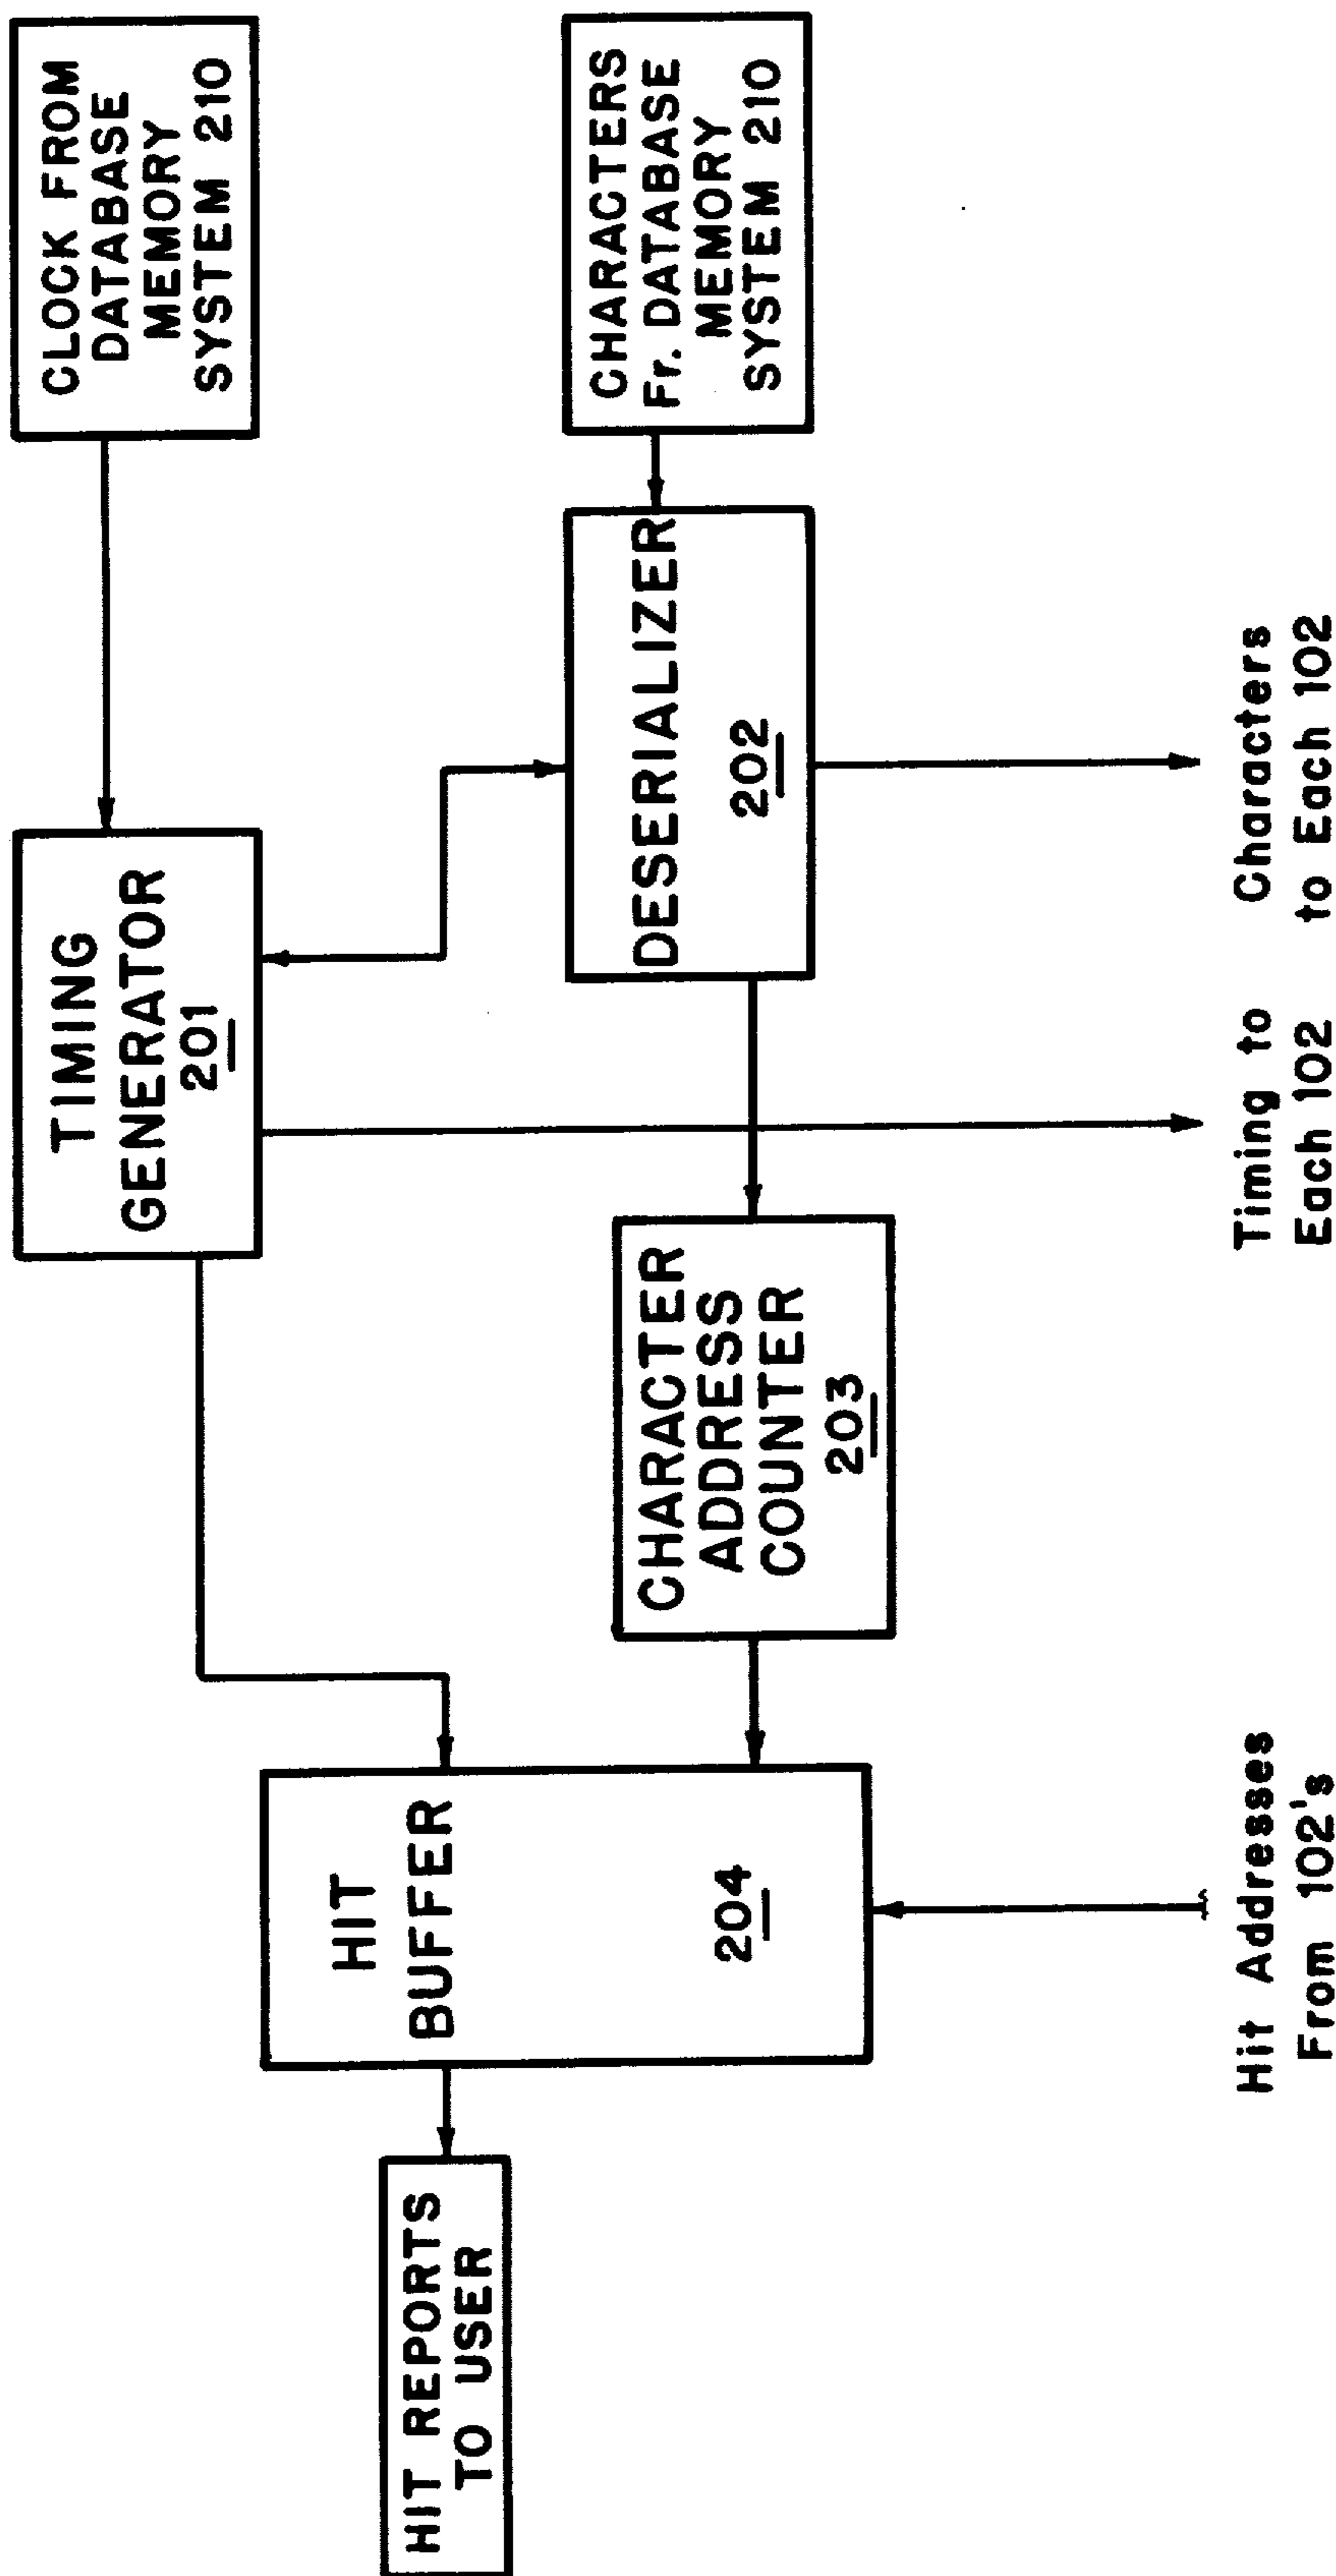 CLOCK FROM
DATABASE
MEMORY
SYSTEM 210
TIMING
GENERATOR
201
CHARACTERS
Fr. DATABASE
MEMORY
SYSTEM 210
DESERIALIZER
202
CHARACTER
ADDRESS
COUNTER
203
HIT
BUFFER
204
HIT REPORTS
TO USER
Hit Addresses
From 102's
Timing to
Each 102
Characters
to Each 102